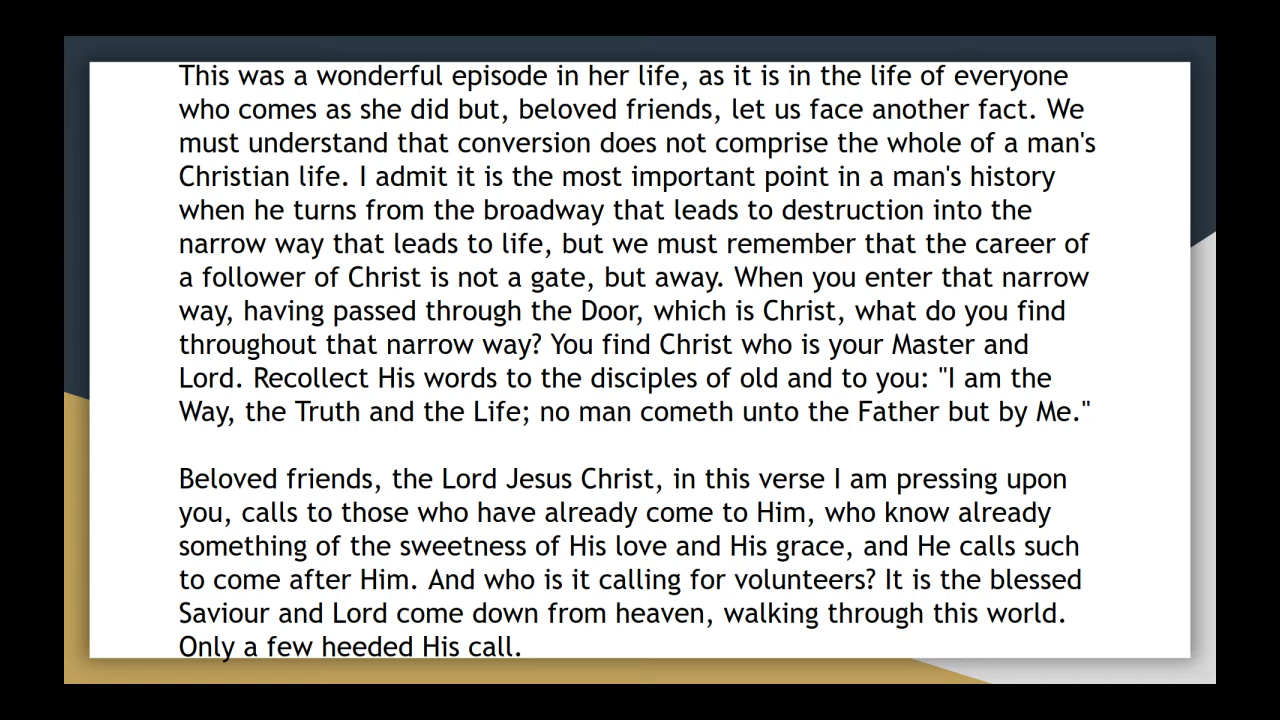 This was a wonderful episode in her life, as it is in the life of everyone
who comes as she did but, beloved friends, let us face another fact. We
must understand that conversion does not comprise the whole of a man's
Christian life. I admit it is the most important point in a man's history
when he turns from the broadway that leads to destruction into the
narrow way that leads to life, but we must remember that the career of
a follower of Christ is not a gate, but away. When you enter that narrow
way, having passed through the Door, which is Christ, what do you find
throughout that narrow way? You find Christ who is your Master and
Lord. Recollect His words to the disciples of old and to you: "I am the
Way, the Truth and the Life; no man cometh unto the Father but by Me."
Beloved friends, the Lord Jesus Christ, in this verse I am pressing upon
you, calls to those who have already come to Him, who know already
something of the sweetness of His love and His grace, and He calls such
to come after Him. And who is it calling for volunteers? It is the blessed
Saviour and Lord come down from heaven, walking through this world.
Only a few heeded His call.